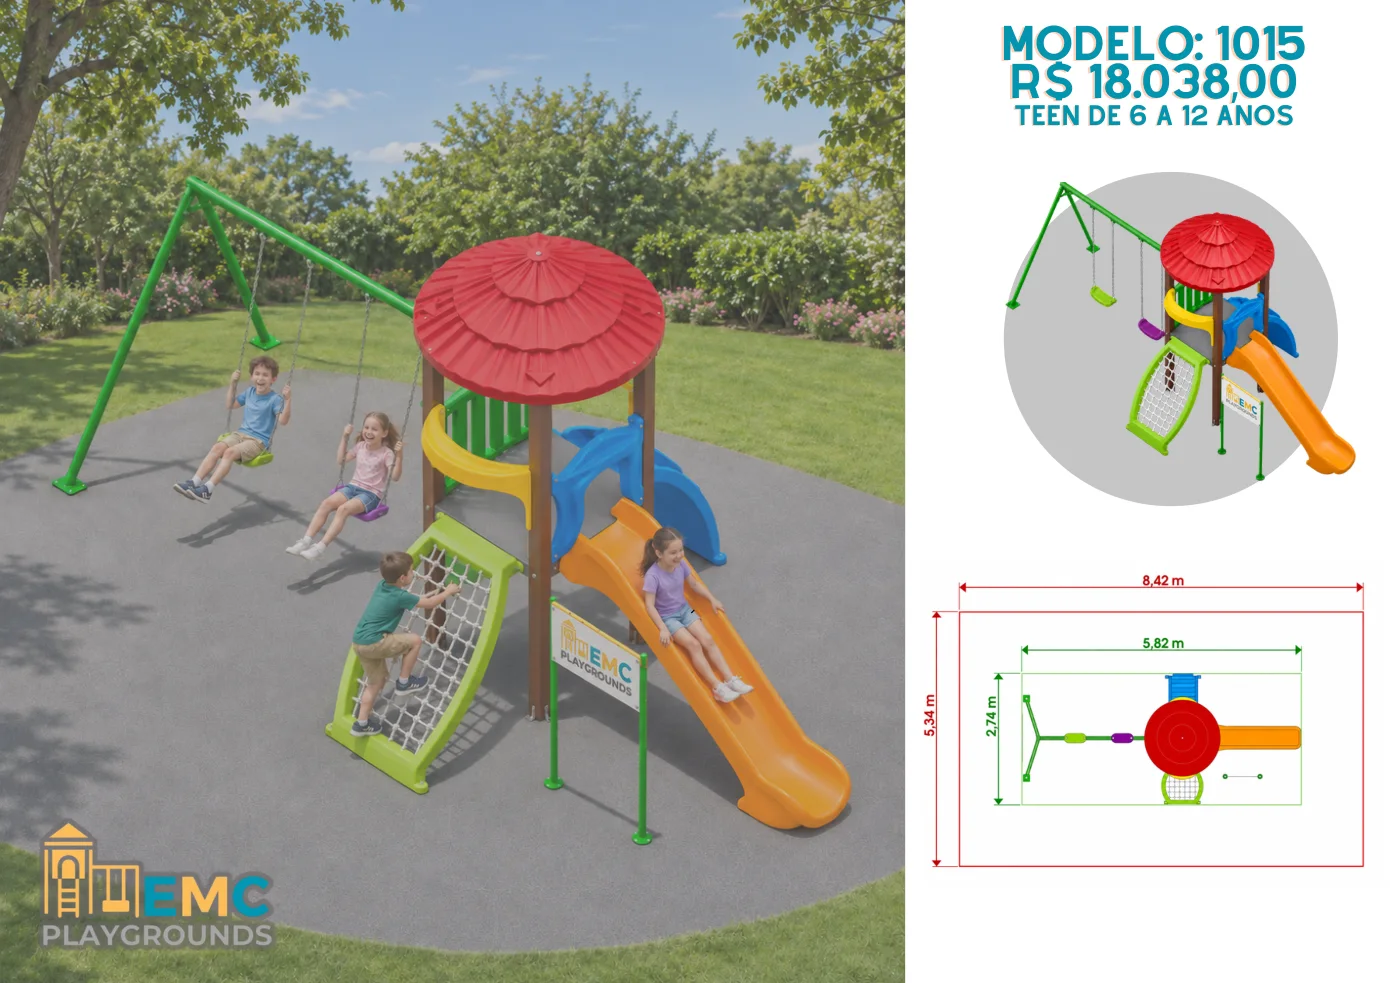 MODELO: 1015
R$ 18.038,00
TEEN DE 6 A 12 ANOS
EMC
PLAYGROUNDS
EMC
PLAYGROUNDS
EMC
8,42 m
5,82 m
5,34 m
2,74 m